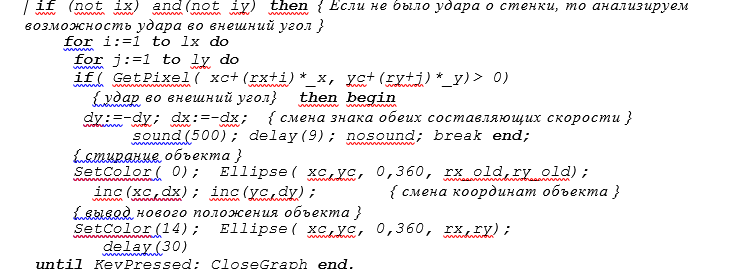 if (not ix) and(not iy) then { Если не было удара о стенки, то анализируем
возможность удара во внешний угол }
for i:=1 to lx do
for j:=1 to ly do
if( GetPixel( xc+(rx+i)*_x, yc+(ry+j)*_y)> 0)
{ удар во внешний угол} then begin
dy:=-dy; dx:=-dx; { смена знака обеих составляющих скорости }
sound(500); delay(9); nosound; break end;
{ стирание объекта }
SetColor( 0); Ellipse( xc,yc, 0,360, rx_old,ry_old);
inc(xc,dx); inc(yc,dy); { смена координат объекта }
{ вывод нового положения объекта }
SetColor(14); Ellipse( xc,yc, 0,360, rx,ry);
delay(30)
until KeyPressed; CloseGraph end.